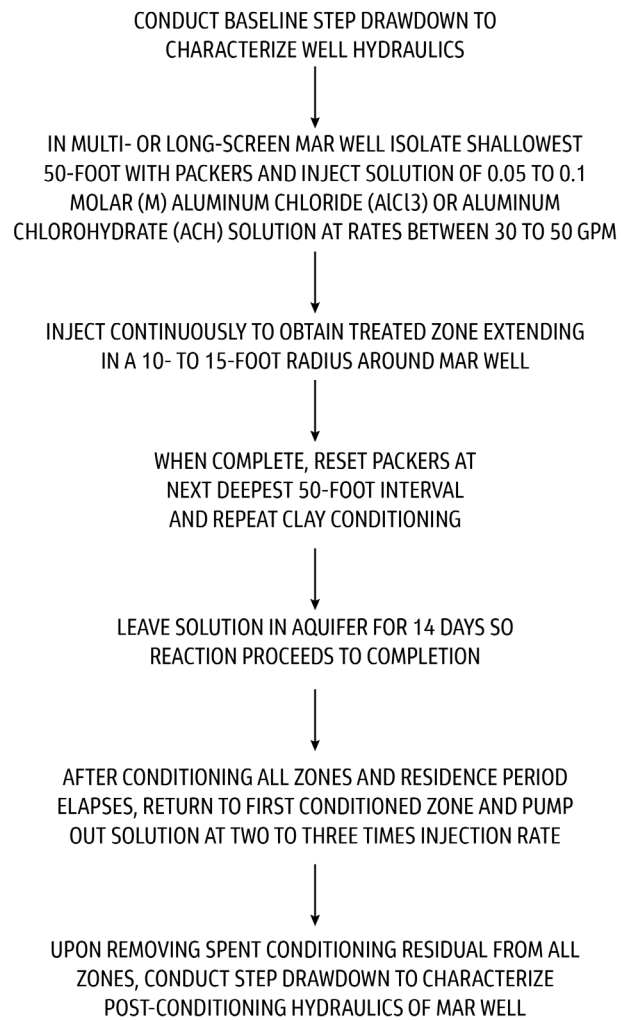 CONDUCT BASELINE STEP DRAWDOWN TO
CHARACTERIZE WELL HYDRAULICS
IN MULTI- OR LONG-SCREEN MAR WELL ISOLATE SHALLOWEST
50-FOOT WITH PACKERS AND INJECT SOLUTION OF 0.05 TO 0.1
MOLAR (M) ALUMINUM CHLORIDE (AlCl3) OR ALUMINUM
CHLOROHYDRATE (ACH) SOLUTION AT RATES BETWEEN 30 TO 50 GPM
INJECT CONTINUOUSLY TO OBTAIN TREATED ZONE EXTENDING
IN A 10- TO 15-FOOT RADIUS AROUND MAR WELL
WHEN COMPLETE, RESET PACKERS AT
NEXT DEEPEST 50-FOOT INTERVAL
AND REPEAT CLAY CONDITIONING
LEAVE SOLUTION IN AQUIFER FOR 14 DAYS SO
REACTION PROCEEDS TO COMPLETION
AFTER CONDITIONING ALL ZONES AND RESIDENCE PERIOD
ELAPSES, RETURN TO FIRST CONDITIONED ZONE AND PUMP
OUT SOLUTION AT TWO TO THREE TIMES INJECTION RATE
UPON REMOVING SPENT CONDITIONING RESIDUAL FROM ALL
ZONES, CONDUCT STEP DRAWDOWN TO CHARACTERIZE
POST-CONDITIONING HYDRAULICS OF MAR WELL